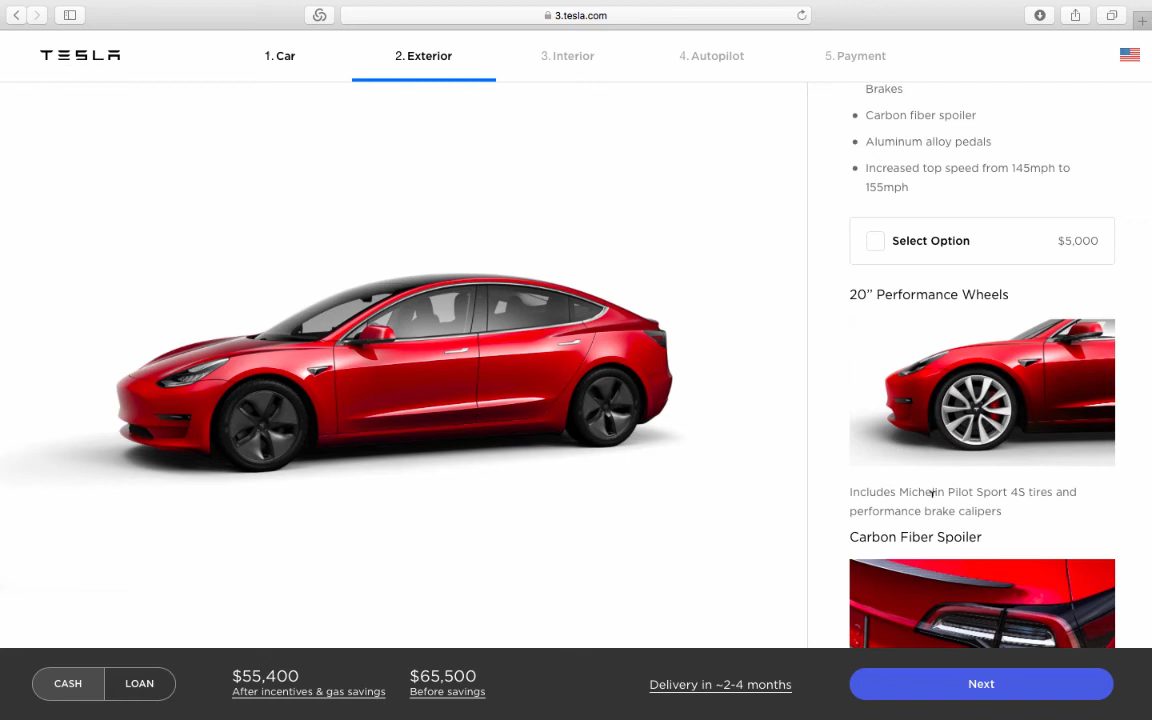 3.tesla.com
TESLA
1. Car
2. Exterior
3. Interior
4. Autopilot
5. Payment
Brakes
Carbon fiber spoiler
Aluminum alloy pedals
Increased top speed from 145mph to
155mph
Select Option $5,000
20” Performance Wheels
Includes Michelin Pilot Sport 4S tires and
performance brake calipers
Carbon Fiber Spoiler
CASH
LOAN
$55,400
After incentives & gas savings
$65,500
Before savings
Delivery in ~2-4 months
Next